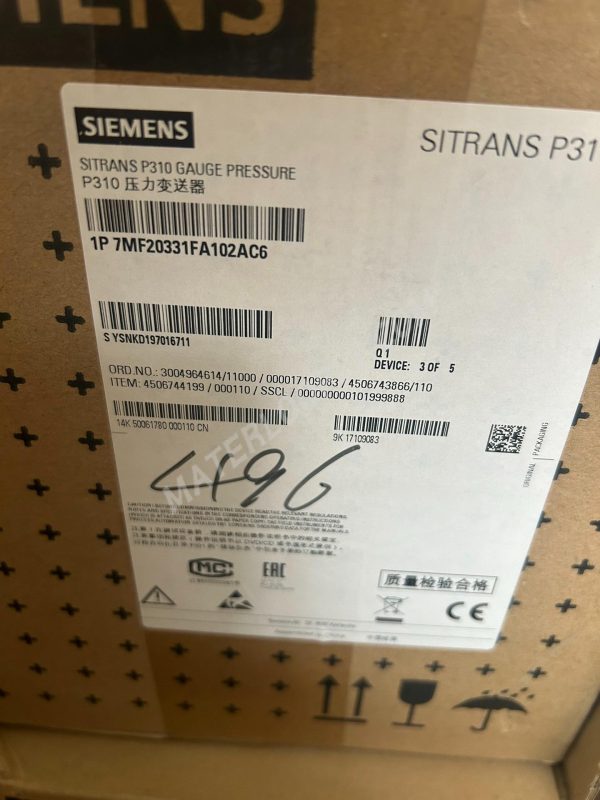 SIEMENS
SITRANS P31
SITRANS P310 GAUGE PRESSURE
P310 压力变送器
1P 7MF20331FA102AC6
S YSNKD197016711
Q 1
DEVICE: 3 OF 5
ORD.NO.: 3004964614/11000 / 000017109083 / 4506743866/110
ITEM: 4506744199 / 000110 / SSCL / 000000000101999888
14K 50061780 000110 CN
9K 17109083
ORIGINAL PACKAGING
496
MC
EAC
质量检验合格
CE